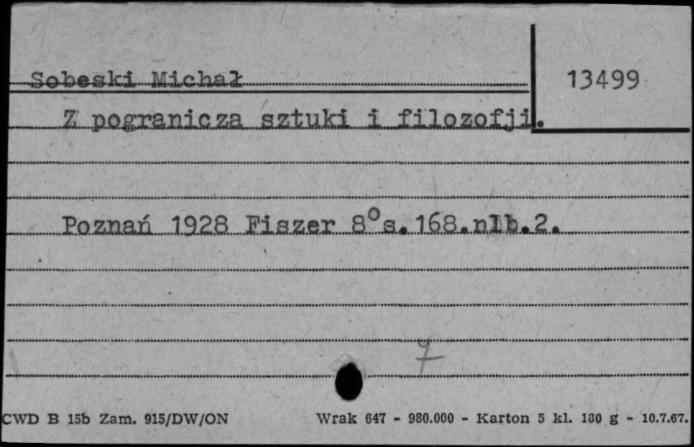 Sobeski Michał
13499
Z pogranicza sztuki i filozofji.
Poznań 1928 Fiszer 8° s.168.nlb.2.
7
CWD B 15b Zam. 915/DW/ON Wrak 647 - 980.000 - Karton 5 kl. 180 g - 10.7.67.